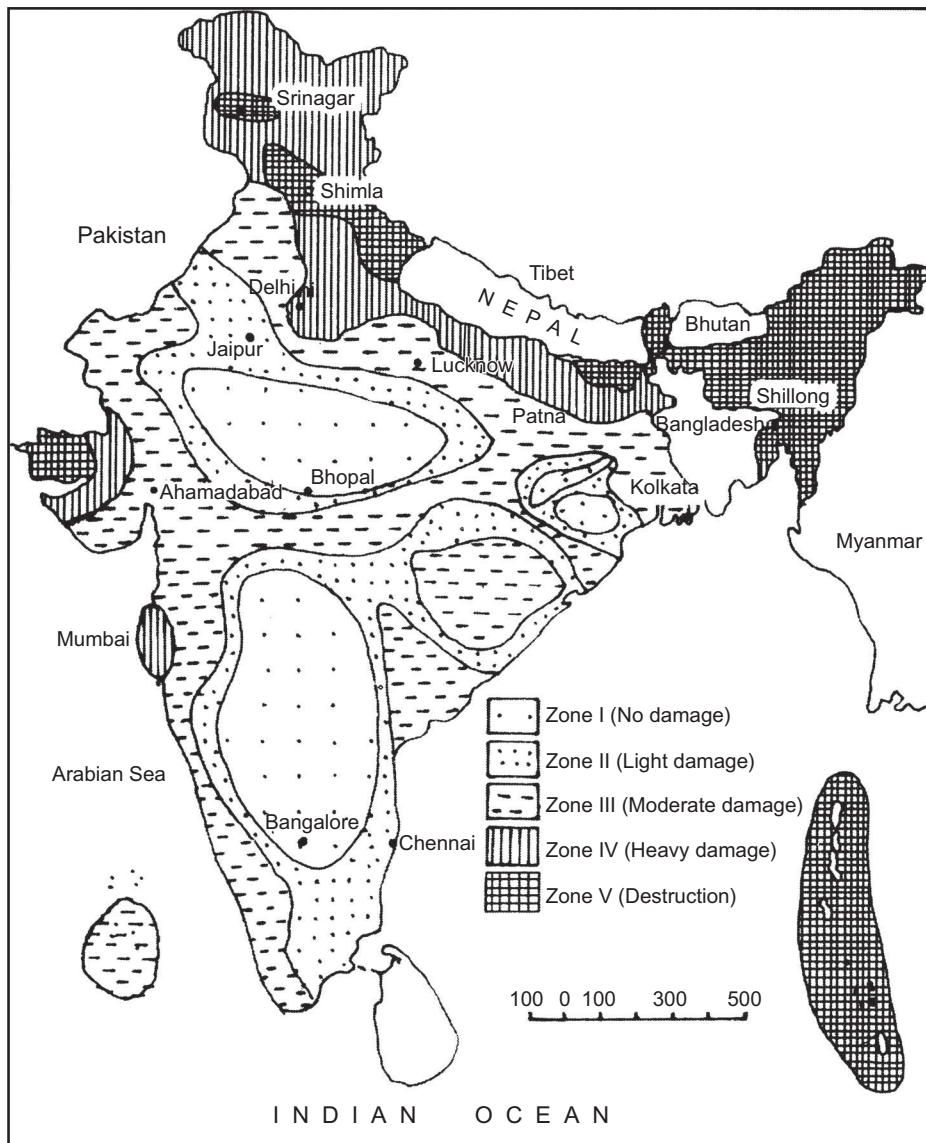 Srinagar
Shimla
Pakistan
Tibet
Delhi
NEPAL
Bhutan
Jaipur
Lucknow
Shillong
Patna
Bangladesh
Ahamadabad
Bhopal
Kolkata
Myanmar
Mumbai
Zone I (No damage)
Arabian Sea
Zone II (Light damage)
Zone III (Moderate damage)
Bangalore
Chennai
Zone IV (Heavy damage)
Zone V (Destruction)
100 0 100 300 500
INDIAN OCEAN